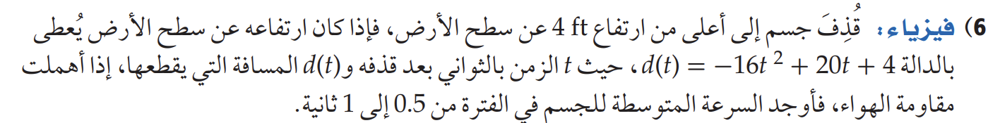 6) فيزياء: قُذِفَ جسم إلى أعلى من ارتفاع 4 ft عن سطح الأرض، فإذا كان ارتفاعه عن سطح الأرض يُعطى
بالدالة d(t) = −16t² + 20t + 4، حيث t الزمن بالثواني بعد قذفه و d(t) المسافة التي يقطعها، إذا أهملت
مقاومة الهواء، فأوجد السرعة المتوسطة للجسم في الفترة من 0.5 إلى 1 ثانية.